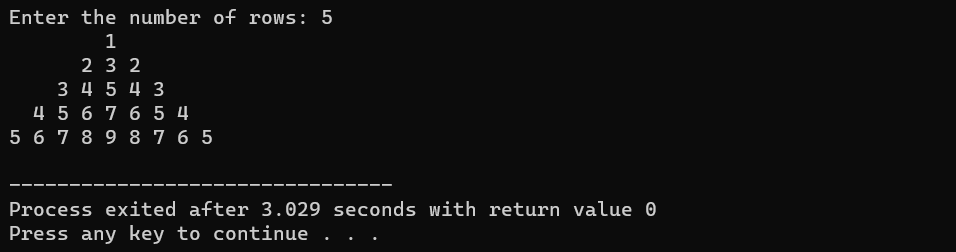 Enter the number of rows: 5
        1
      2 3 2
    3 4 5 4 3
  4 5 6 7 6 5 4
5 6 7 8 9 8 7 6 5

--------------------------------
Process exited after 3.029 seconds with return value 0
Press any key to continue . . .